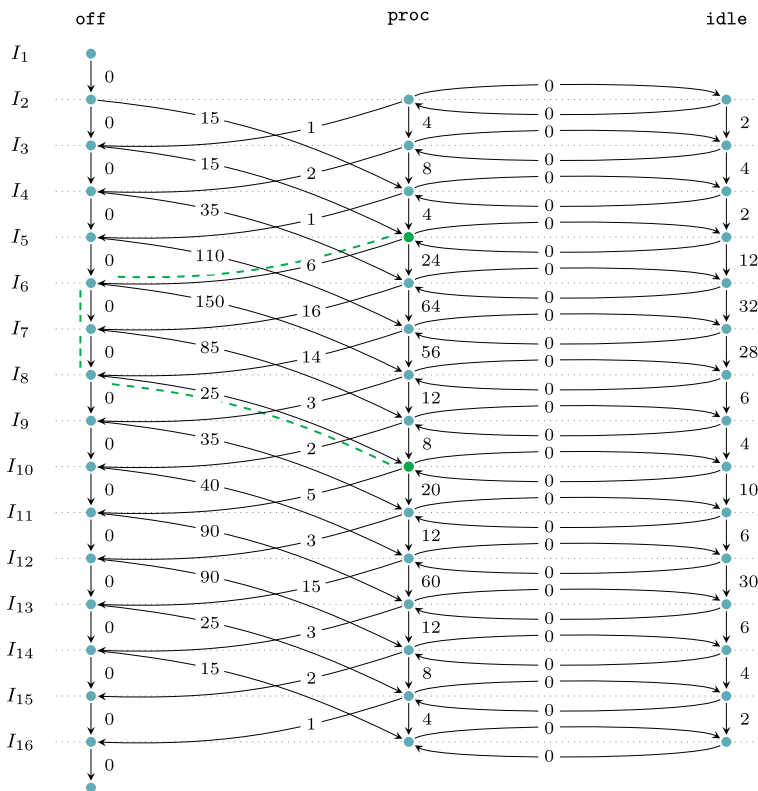 off proc idle
I1
0
I2 0
0 15 1 4 0 2
I3 0
0 15 2 8 0 4
I4 0
0 35 1 4 0 2
I5 0
0 110 6 24 0 12
I6 0
0 150 16 64 0 32
I7 0
0 85 14 56 0 28
I8 0
0 25 3 12 0 6
I9 0
0 35 2 8 0 4
I10 0
0 40 5 20 0 10
I11 0
0 90 3 12 0 6
I12 0
0 90 15 60 0 30
I13 0
0 25 3 12 0 6
I14 0
0 15 2 8 0 4
I15 0
0 1 4 0 2
I16 0
0 0